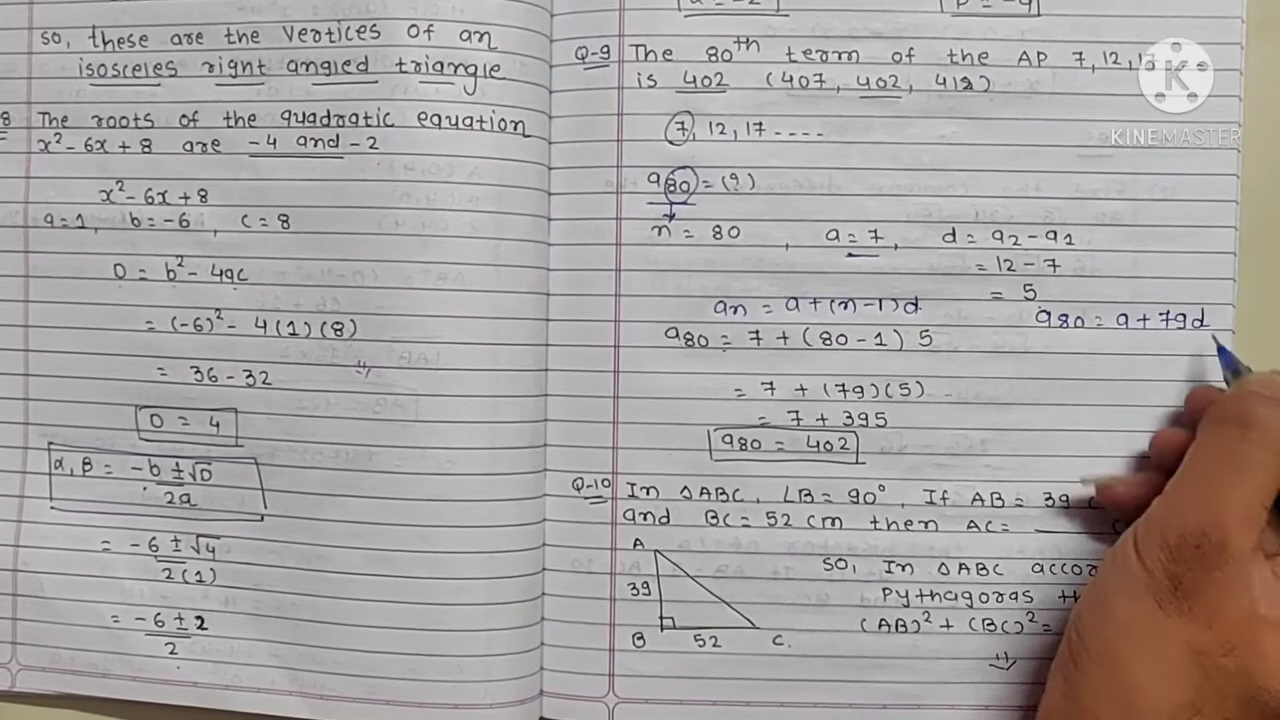 so, these are the vertices of an
isosceles right angled triangle
8 The roots of the quadratic equation
x² - 6x + 8 are -4 and -2
x² - 6x + 8
a = 1, b = -6, c = 8
D = b² - 4ac
= (-6)² - 4(1)(8)
= 36 - 32
D = 4
α, β = -b ± √D
2a
= -6 ± √4
2(1)
= -6 ± 2
2
Q-9 The 80th term of the AP 7, 12, 17
is 402 (407, 402, 412)
7, 12, 17 ----
a80 = (?)
n = 80, a = 7, d = a2 - a1
= 12 - 7
= 5
an = a + (n-1)d
a80 = a + 79d
a80 = 7 + (80 - 1) 5
= 7 + (79)(5)
= 7 + 395
a80 = 402
Q-10 In ΔABC, ∠B = 90°, If AB = 39
and BC = 52 cm then AC = ____
A
39
B 52 C.
SO, In ΔABC
Pythagoras
(AB)² + (BC)² =
K
KINEMASTER